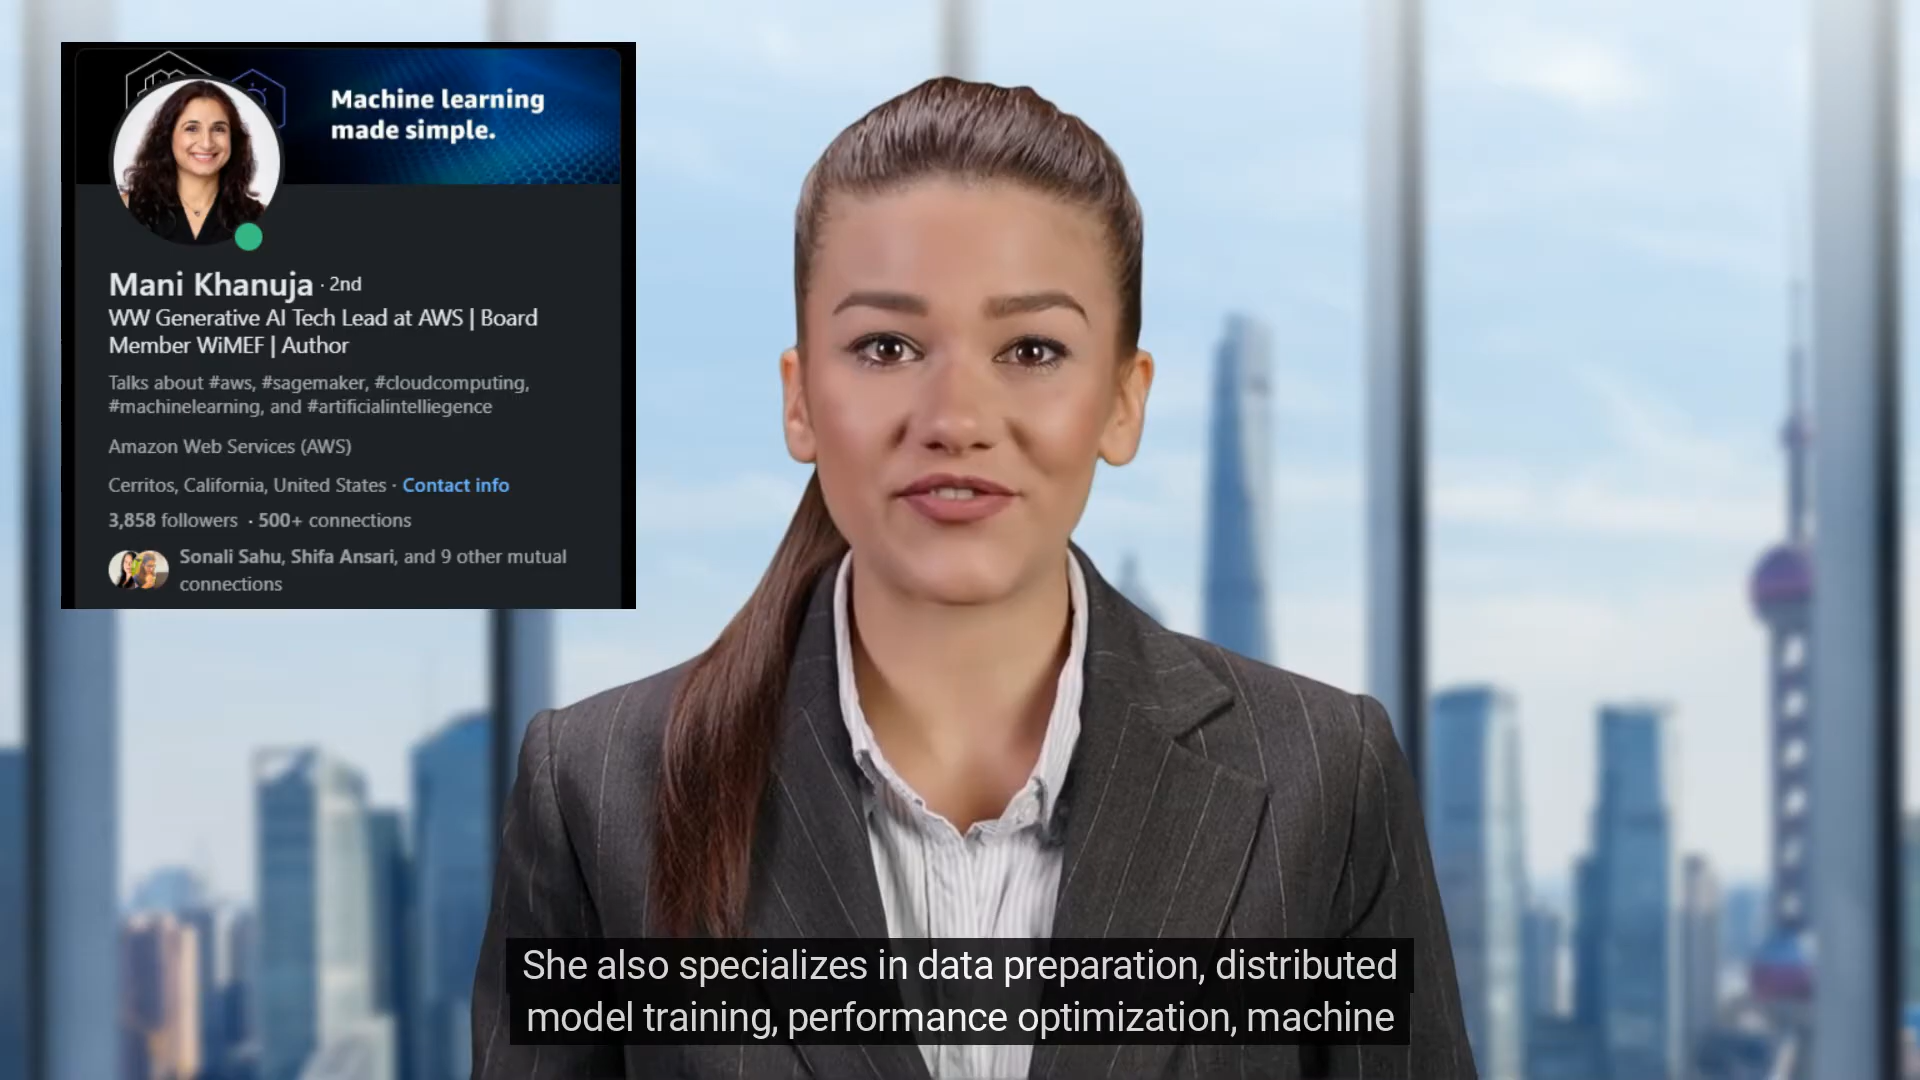 Machine learning
made simple.
Mani Khanuja · 2nd
WW Generative AI Tech Lead at AWS | Board
Member WiMEF | Author
Talks about #aws, #sagemaker, #cloudcomputing,
#machinelearning, and #artificialintelliegence
Amazon Web Services (AWS)
Cerritos, California, United States · Contact info
3,858 followers · 500+ connections
Sonali Sahu, Shifa Ansari, and 9 other mutual
connections
She also specializes in data preparation, distributed
model training, performance optimization, machine